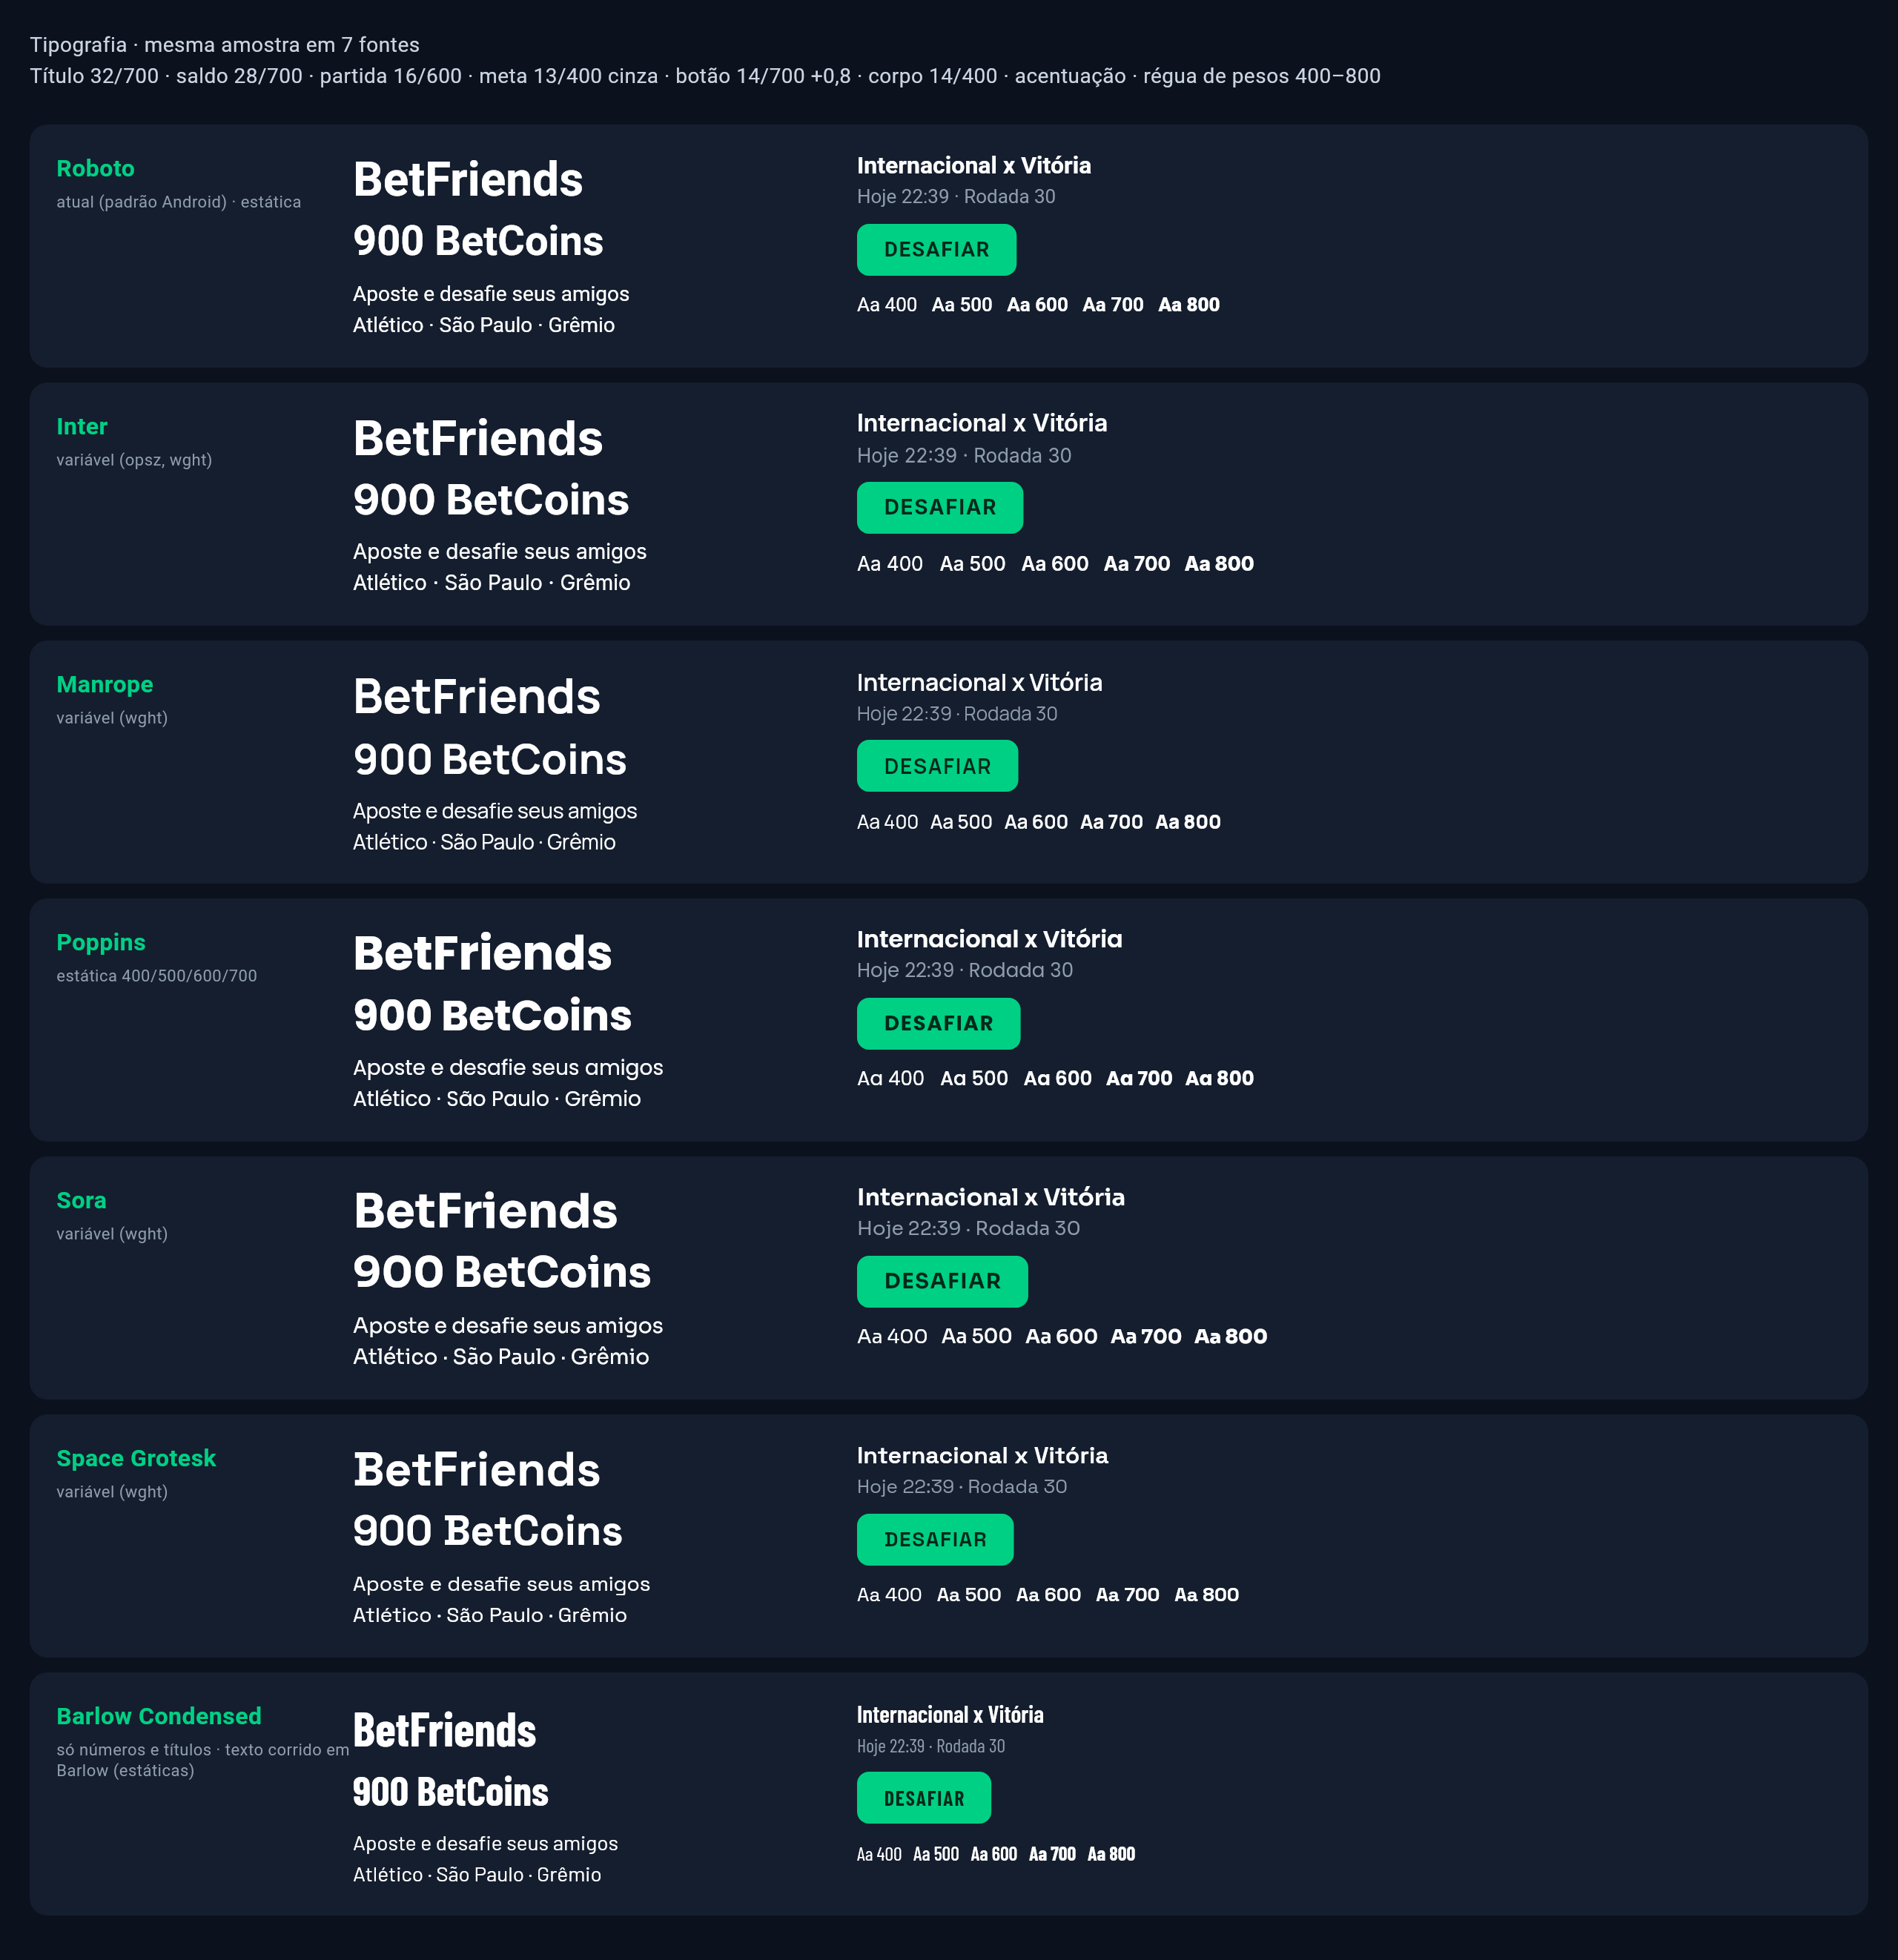 Tipografia · mesma amostra em 7 fontes
Título 32/700 · saldo 28/700 · partida 16/600 · meta 13/400 cinza · botão 14/700 +0,8 · corpo 14/400 · acentuação · régua de pesos 400–800
Roboto
atual (padrão Android) · estática
BetFriends
900 BetCoins
Aposte e desafie seus amigos
Atlético · São Paulo · Grêmio
Internacional x Vitória
Hoje 22:39 · Rodada 30
DESAFIAR
Aa 400 Aa 500 Aa 600 Aa 700 Aa 800
Inter
variável (opsz, wght)
BetFriends
900 BetCoins
Aposte e desafie seus amigos
Atlético · São Paulo · Grêmio
Internacional x Vitória
Hoje 22:39 · Rodada 30
DESAFIAR
Aa 400 Aa 500 Aa 600 Aa 700 Aa 800
Manrope
variável (wght)
BetFriends
900 BetCoins
Aposte e desafie seus amigos
Atlético · São Paulo · Grêmio
Internacional x Vitória
Hoje 22:39 · Rodada 30
DESAFIAR
Aa 400 Aa 500 Aa 600 Aa 700 Aa 800
Poppins
estática 400/500/600/700
BetFriends
900 BetCoins
Aposte e desafie seus amigos
Atlético · São Paulo · Grêmio
Internacional x Vitória
Hoje 22:39 · Rodada 30
DESAFIAR
Aa 400 Aa 500 Aa 600 Aa 700 Aa 800
Sora
variável (wght)
BetFriends
900 BetCoins
Aposte e desafie seus amigos
Atlético · São Paulo · Grêmio
Internacional x Vitória
Hoje 22:39 · Rodada 30
DESAFIAR
Aa 400 Aa 500 Aa 600 Aa 700 Aa 800
Space Grotesk
variável (wght)
BetFriends
900 BetCoins
Aposte e desafie seus amigos
Atlético · São Paulo · Grêmio
Internacional x Vitória
Hoje 22:39 · Rodada 30
DESAFIAR
Aa 400 Aa 500 Aa 600 Aa 700 Aa 800
Barlow Condensed
só números e títulos · texto corrido em
Barlow (estáticas)
BetFriends
900 BetCoins
Aposte e desafie seus amigos
Atlético · São Paulo · Grêmio
Internacional x Vitória
Hoje 22:39 · Rodada 30
DESAFIAR
Aa 400 Aa 500 Aa 600 Aa 700 Aa 800